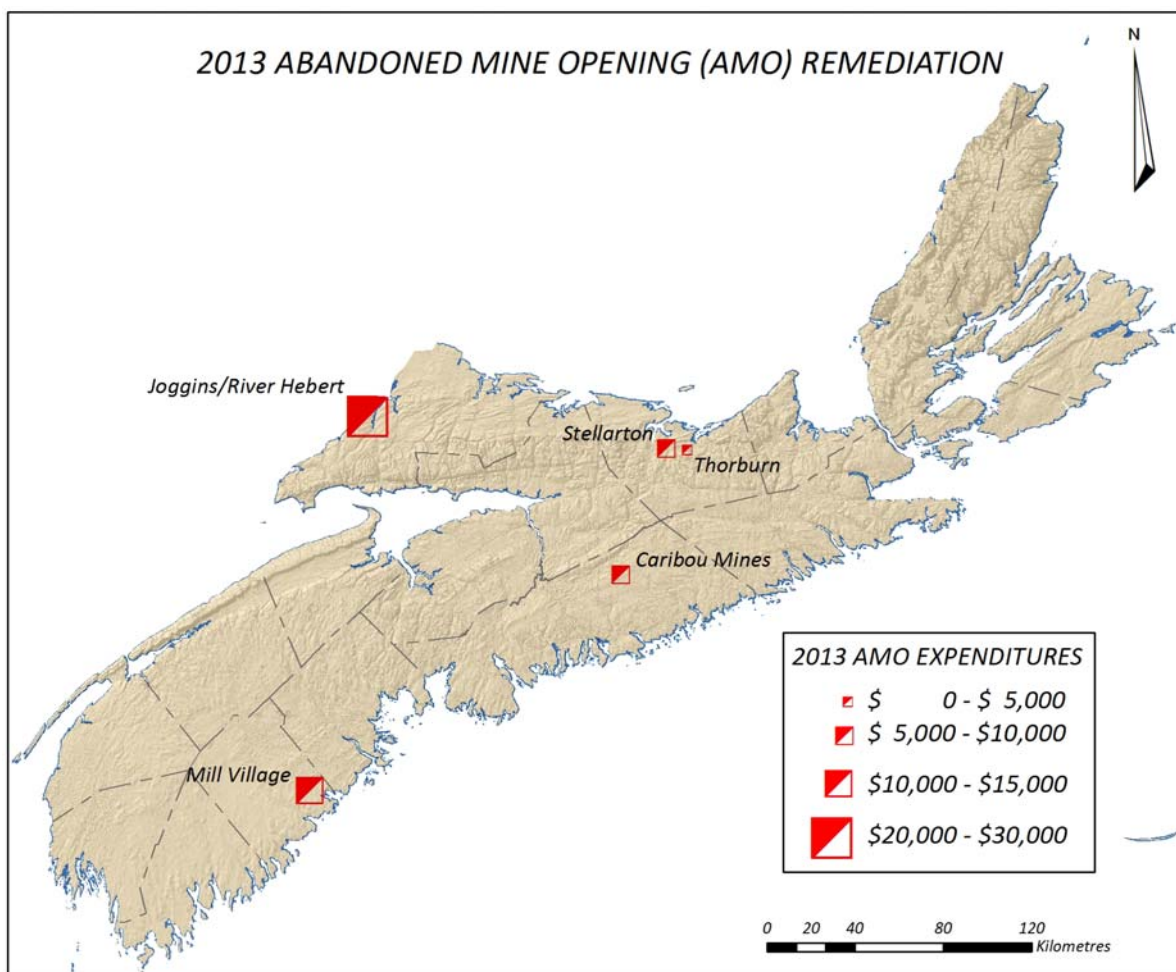 2013 ABANDONED MINE OPENING (AMO) REMEDIATION
N
Joggins/River Hebert
Stellarton
Thorburn
Caribou Mines
Mill Village
2013 AMO EXPENDITURES
$ 0 - $ 5,000
$ 5,000 - $10,000
$10,000 - $15,000
$20,000 - $30,000
0 20 40 80 120
Kilometres